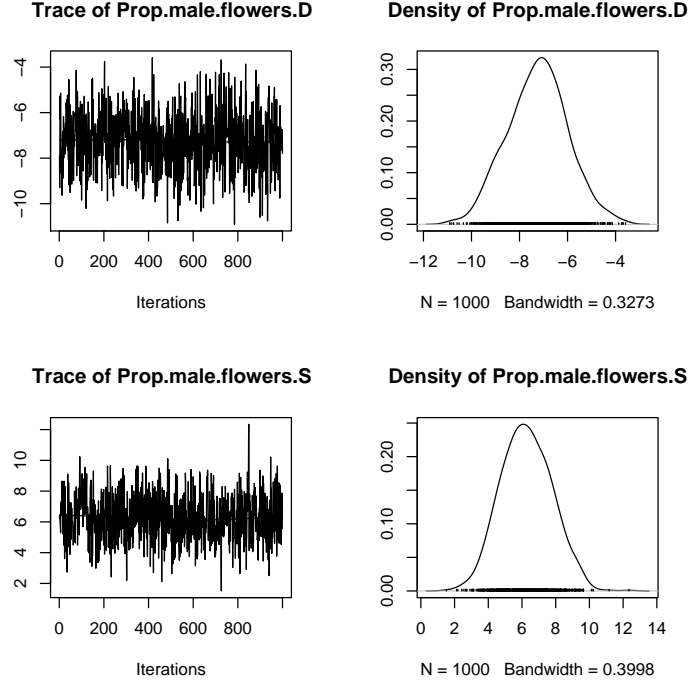 Trace of Prop.male.flowers.D
−4
−6
−8
−10
0 200 400 600 800
Iterations
Density of Prop.male.flowers.D
0.30
0.20
0.10
0.00
−12 −10 −8 −6 −4
N = 1000 Bandwidth = 0.3273
Trace of Prop.male.flowers.S
10
8
6
4
2
0 200 400 600 800
Iterations
Density of Prop.male.flowers.S
0.20
0.10
0.00
0 2 4 6 8 10 12 14
N = 1000 Bandwidth = 0.3998